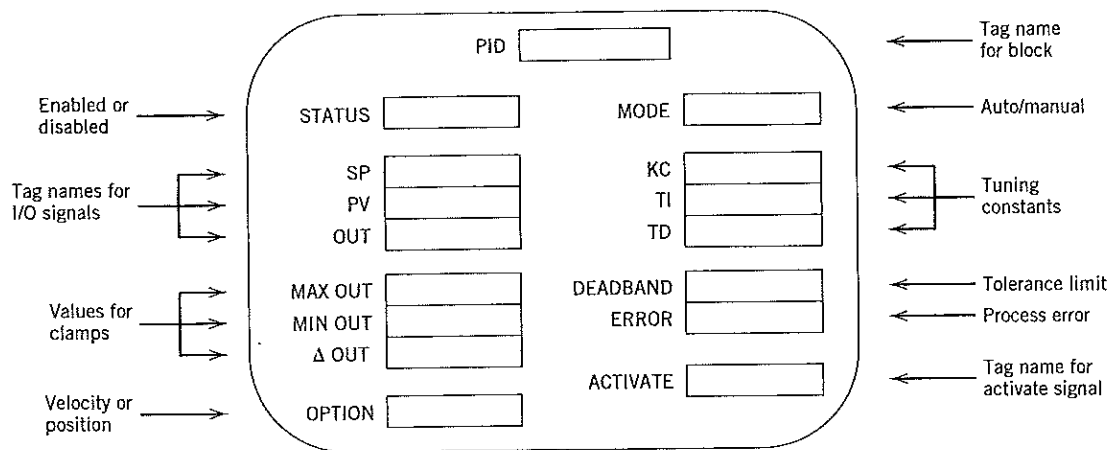 PID
Tag name
for block
Enabled or
disabled
STATUS
MODE
Auto/manual
Tag names for
I/O signals
SP
PV
OUT
KC
TI
TD
Tuning
constants
Values for
clamps
MAX OUT
MIN OUT
Δ OUT
DEADBAND
ERROR
Tolerance limit
Process error
ACTIVATE
Tag name for
activate signal
Velocity or
position
OPTION